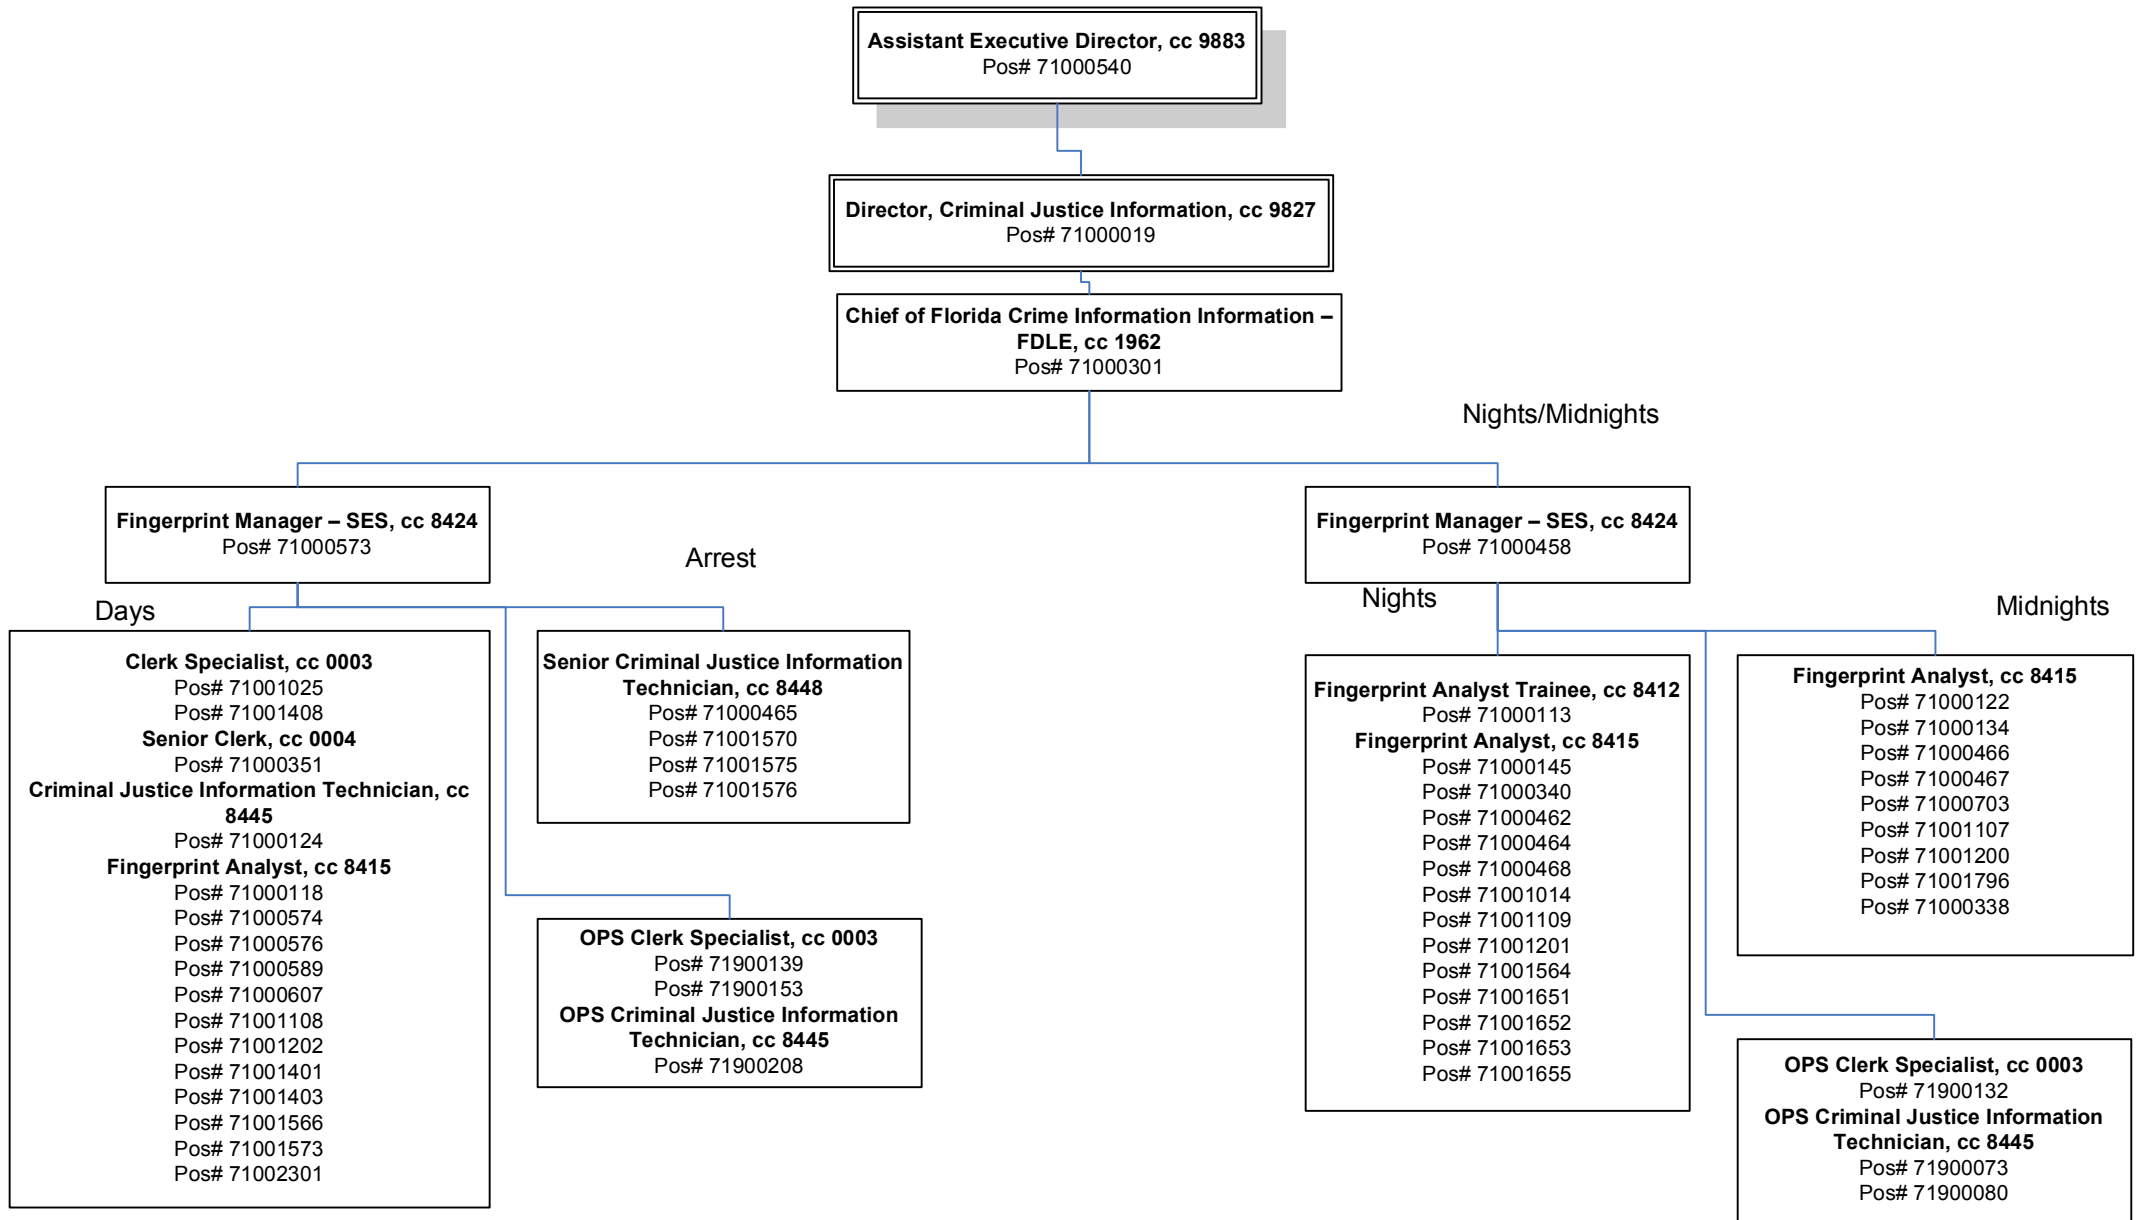 Assistant Executive Director, cc 9883
Pos# 71000540
Director, Criminal Justice Information, cc 9827
Pos# 71000019
Chief of Florida Crime Information Information –
FDLE, cc 1962
Pos# 71000301
Nights/Midnights
Fingerprint Manager – SES, cc 8424
Pos# 71000573
Fingerprint Manager – SES, cc 8424
Pos# 71000458
Arrest
Days
Nights
Midnights
Clerk Specialist, cc 0003
Pos# 71001025
Pos# 71001408
Senior Clerk, cc 0004
Pos# 71000351
Criminal Justice Information Technician, cc
8445
Pos# 71000124
Fingerprint Analyst, cc 8415
Pos# 71000118
Pos# 71000574
Pos# 71000576
Pos# 71000589
Pos# 71000607
Pos# 71001108
Pos# 71001202
Pos# 71001401
Pos# 71001403
Pos# 71001566
Pos# 71001573
Pos# 71002301
Senior Criminal Justice Information
Technician, cc 8448
Pos# 71000465
Pos# 71001570
Pos# 71001575
Pos# 71001576
OPS Clerk Specialist, cc 0003
Pos# 71900139
Pos# 71900153
OPS Criminal Justice Information
Technician, cc 8445
Pos# 71900208
Fingerprint Analyst Trainee, cc 8412
Pos# 71000113
Fingerprint Analyst, cc 8415
Pos# 71000145
Pos# 71000340
Pos# 71000462
Pos# 71000464
Pos# 71000468
Pos# 71001014
Pos# 71001109
Pos# 71001201
Pos# 71001564
Pos# 71001651
Pos# 71001652
Pos# 71001653
Pos# 71001655
Fingerprint Analyst, cc 8415
Pos# 71000122
Pos# 71000134
Pos# 71000466
Pos# 71000467
Pos# 71000703
Pos# 71001107
Pos# 71001200
Pos# 71001796
Pos# 71000338
OPS Clerk Specialist, cc 0003
Pos# 71900132
OPS Criminal Justice Information
Technician, cc 8445
Pos# 71900073
Pos# 71900080